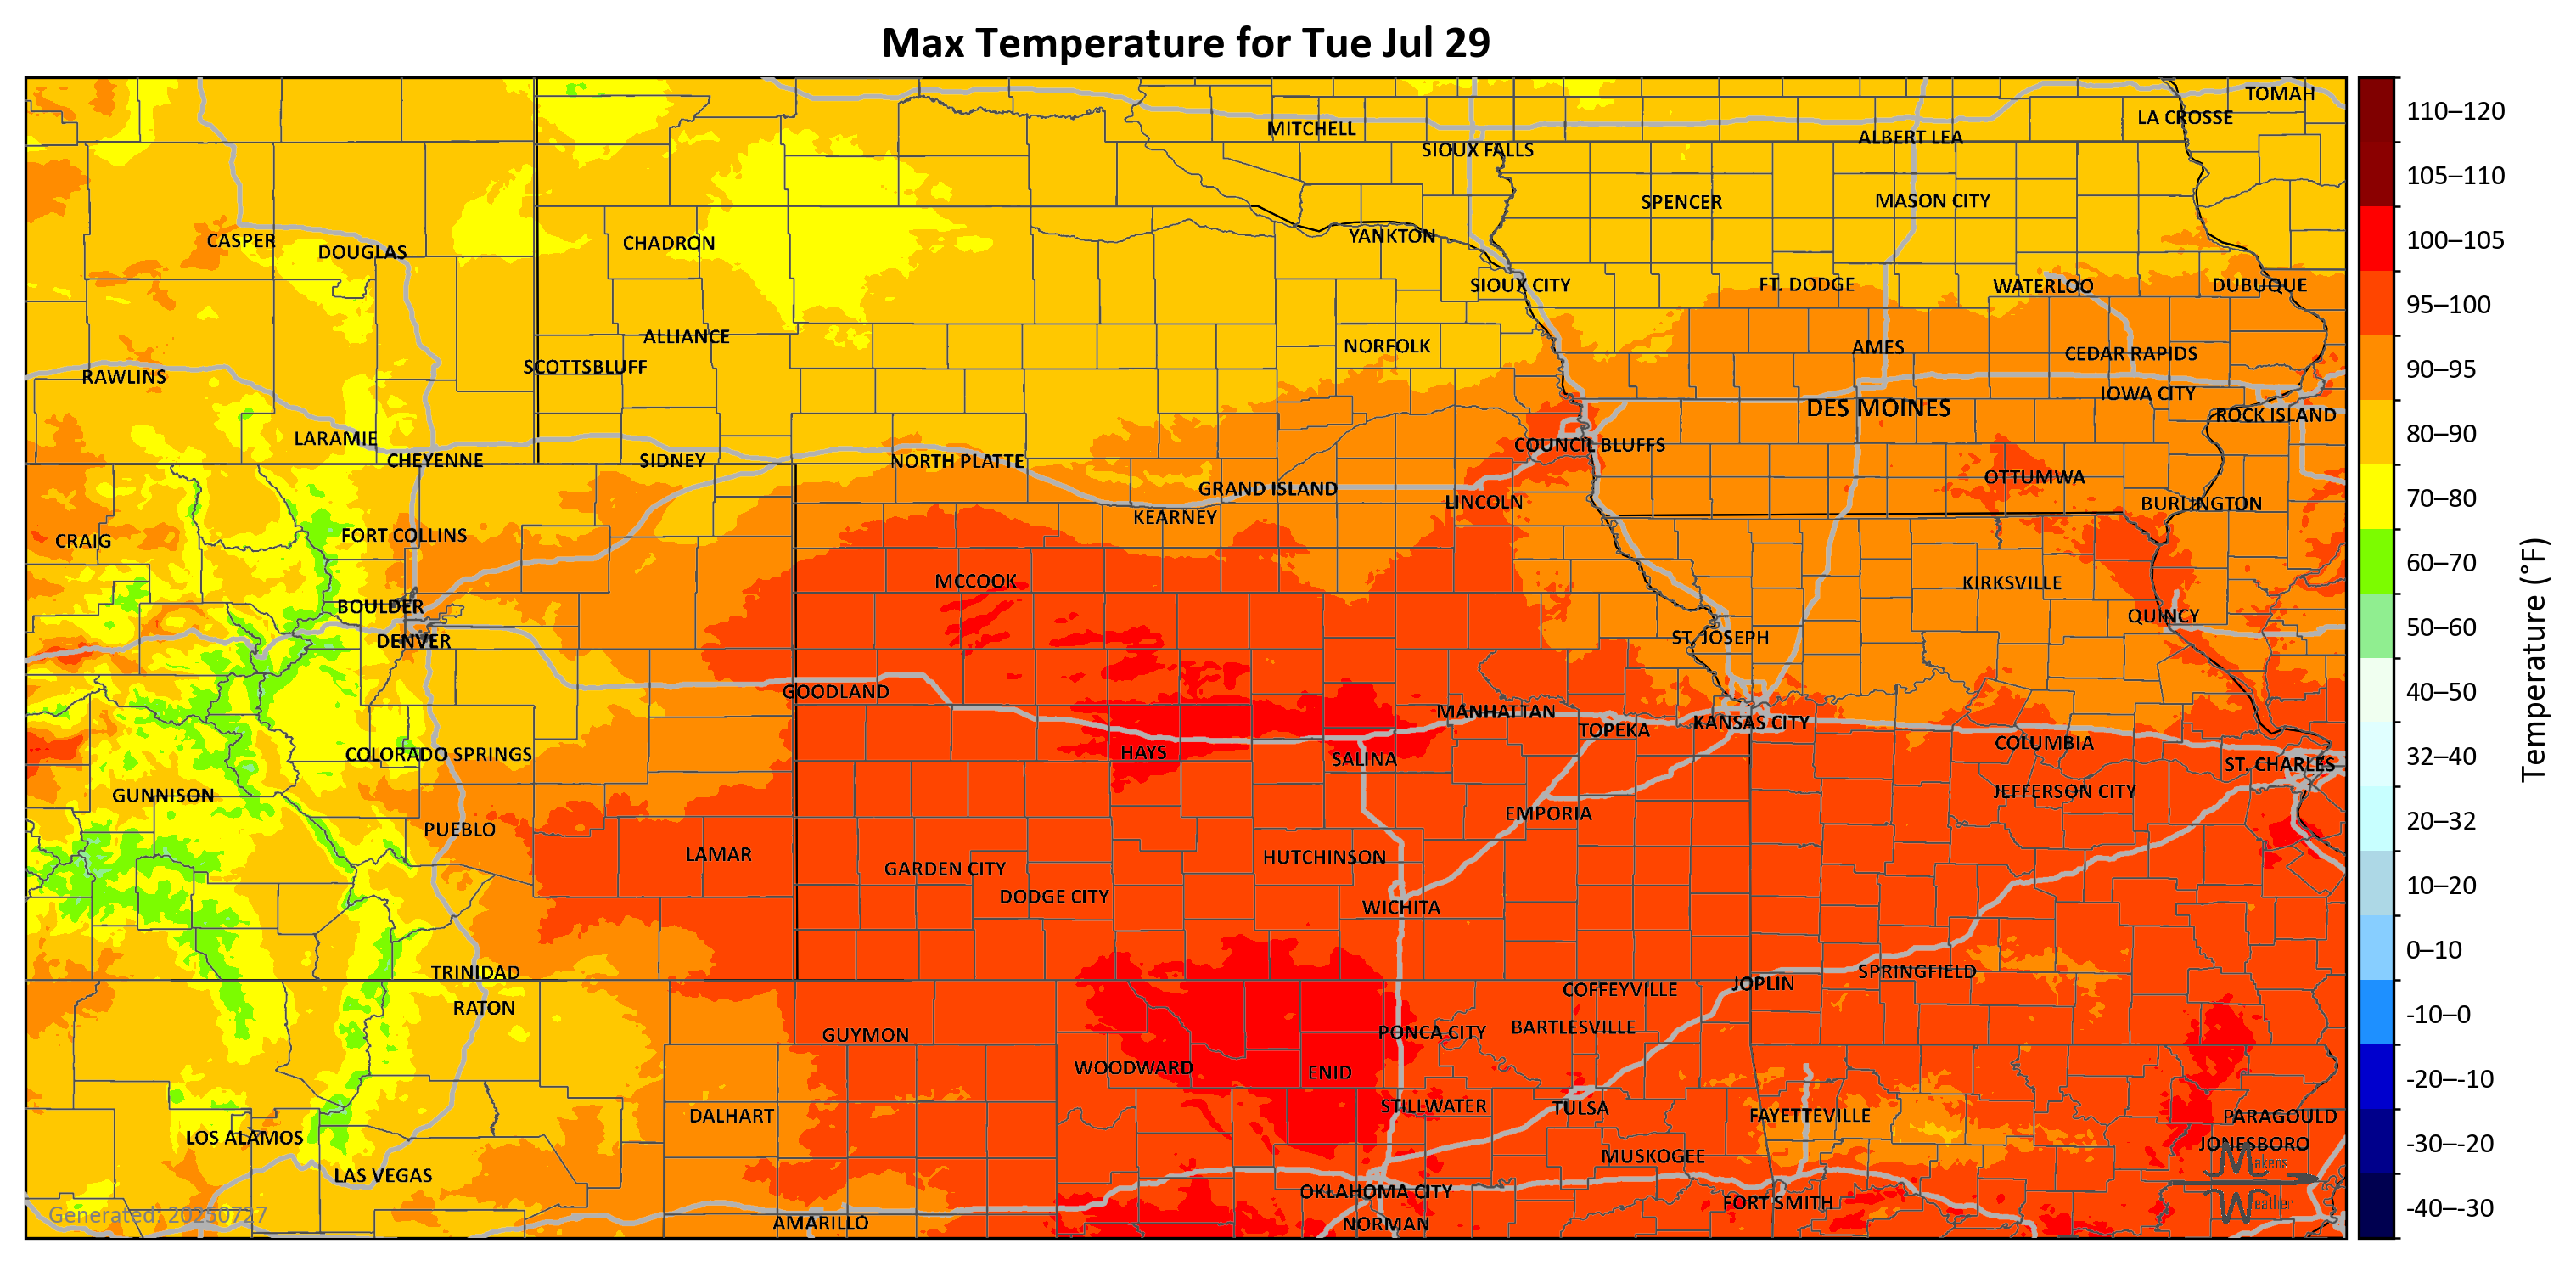 Max Temperature for Tue Jul 29
TOMAH
LA CROSSE
MITCHELL
ALBERT LEA
SIOUX FALLS
SPENCER
MASON CITY
YANKTON
CASPER
CHADRON
DOUGLAS
SIOUX CITY
FT. DODGE
WATERLOO
DUBUQUE
ALLIANCE
NORFOLK
AMES
CEDAR RAPIDS
SCOTTSBLUFF
RAWLINS
IOWA CITY
DES MOINES
ROCK ISLAND
LARAMIE
COUNCIL BLUFFS
CHEYENNE
SIDNEY
NORTH PLATTE
OTTUMWA
GRAND ISLAND
LINCOLN
BURLINGTON
KEARNEY
FORT COLLINS
CRAIG
MCCOOK
KIRKSVILLE
BOULDER
QUINCY
DENVER
ST. JOSEPH
GOODLAND
MANHATTAN
KANSAS CITY
TOPEKA
COLUMBIA
HAYS
COLORADO SPRINGS
SALINA
ST. CHARLES
JEFFERSON CITY
GUNNISON
EMPORIA
PUEBLO
LAMAR
HUTCHINSON
GARDEN CITY
DODGE CITY
WICHITA
TRINIDAD
SPRINGFIELD
JOPLIN
COFFEYVILLE
RATON
BARTLESVILLE
PONCA CITY
GUYMON
WOODWARD
ENID
STILLWATER
TULSA
DALHART
FAYETTEVILLE
PARAGOULD
LOS ALAMOS
JONESBORO
MUSKOGEE
LAS VEGAS
OKLAHOMA CITY
FORT SMITH
AMARILLO
NORMAN
Generated: 20250727
Makens
Weather
110–120
105–110
100–105
95–100
90–95
80–90
70–80
60–70
50–60
40–50
32–40
20–32
10–20
0–10
-10–0
-20–-10
-30–-20
-40–-30
Temperature (°F)